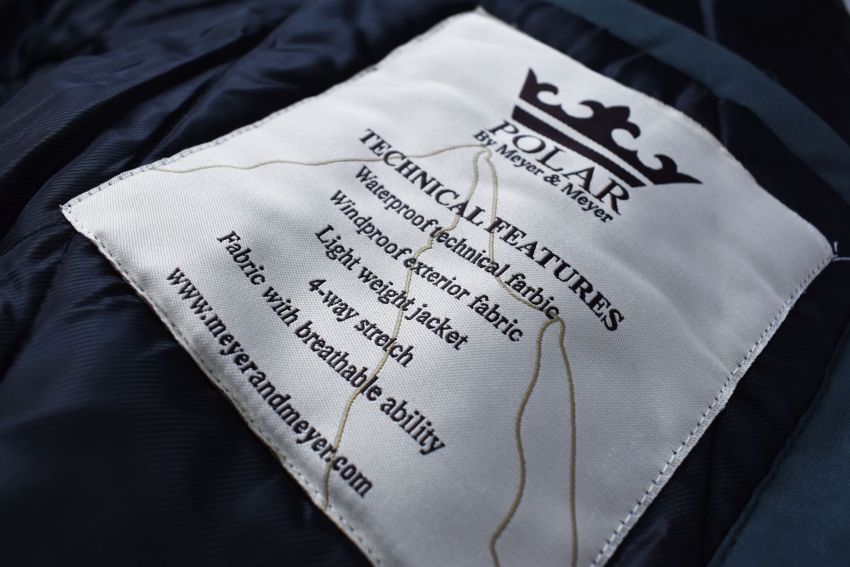 POLAR
By Meyer & Meyer
TECHNICAL FEATURES
Waterproof technical farbic
Windproof exterior fabric
Light weight jacket
4-way stretch
Fabric with breathable ability
www.meyerandmeyer.com